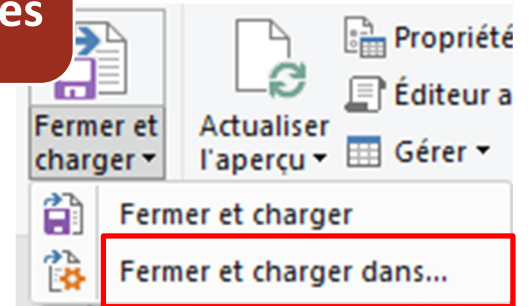 es
Fermer et
charger
Actualiser
l'aperçu
Propriété
Éditeur a
Gérer
Fermer et charger
Fermer et charger dans...